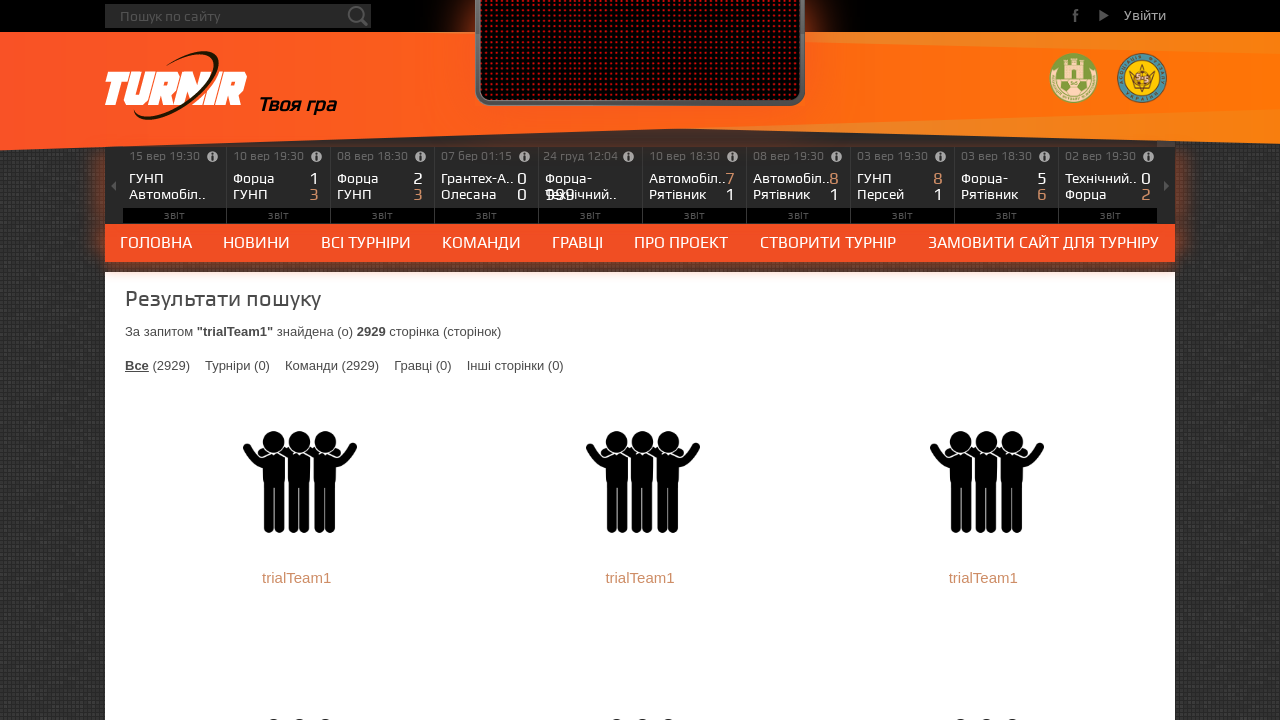 Пошук по сайту
Увійти
TURNIR
Твоя гра
15 вер 19:30
ГУНП
Автомобіл..
звіт
10 вер 19:30
Форца 1
ГУНП 3
звіт
08 вер 18:30
Форца 2
ГУНП 3
звіт
07 бер 01:15
Грантех-А.. 0
Олесана 0
звіт
24 груд 12:04
Форца-
999
Технічний..
звіт
10 вер 18:30
Автомобіл.. 7
Рятівник 1
звіт
08 вер 19:30
Автомобіл.. 8
Рятівник 1
звіт
03 вер 19:30
ГУНП 8
Персей 1
звіт
03 вер 18:30
Форца- 5
Рятівник 6
звіт
02 вер 19:30
Технічний.. 0
Форца 2
звіт
ГОЛОВНА НОВИНИ ВСІ ТУРНІРИ КОМАНДИ ГРАВЦІ ПРО ПРОЕКТ СТВОРИТИ ТУРНІР ЗАМОВИТИ САЙТ ДЛЯ ТУРНІРУ
Результати пошуку
За запитом "trialTeam1" знайдена (о) 2929 сторінка (сторінок)
Все (2929) Турніри (0) Команди (2929) Гравці (0) Інші сторінки (0)
trialTeam1 trialTeam1 trialTeam1